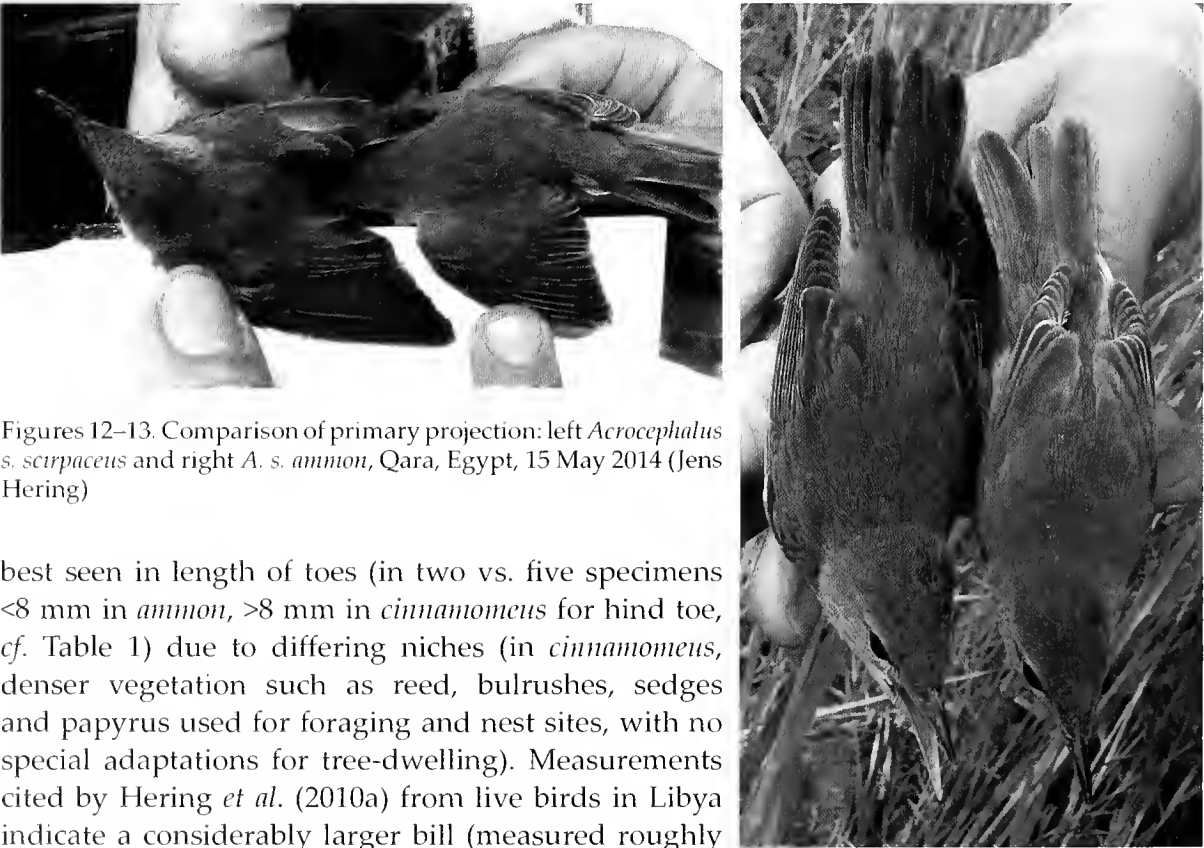 Figures 12–13. Comparison of primary projection: left Acrocephalus
s. scirpaceus and right A. s. ammon, Qara, Egypt, 15 May 2014 (Jens
Hering)
best seen in length of toes (in two vs. five specimens
<8 mm in ammon, >8 mm in cinnamomeus for hind toe,
cf. Table 1) due to differing niches (in cinnamomeus,
denser vegetation such as reed, bulrushes, sedges
and papyrus used for foraging and nest sites, with no
special adaptations for tree-dwelling). Measurements
cited by Hering et al. (2010a) from live birds in Libya
indicate a considerably larger bill (measured roughly